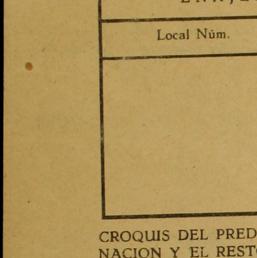 Local Núm.
CROQUIS DEL PRED
NACION Y EL REST